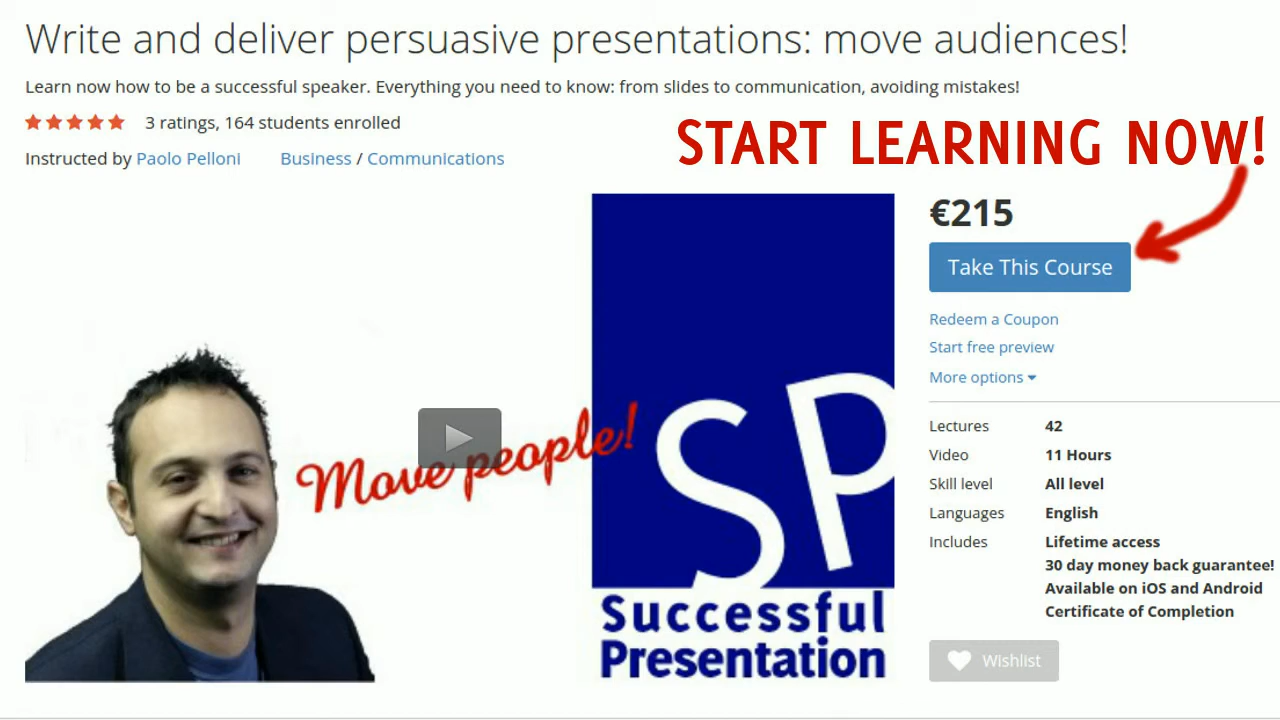 Write and deliver persuasive presentations: move audiences!
Learn now how to be a successful speaker. Everything you need to know: from slides to communication, avoiding mistakes!
3 ratings, 164 students enrolled
START LEARNING NOW!
Instructed by Paolo Pelloni Business / Communications
€215
Take This Course
Redeem a Coupon
Start free preview
More options
Move people!
SP
Successful
Presentation
Lectures 42
Video 11 Hours
Skill level All level
Languages English
Includes Lifetime access
30 day money back guarantee!
Available on iOS and Android
Certificate of Completion
Wishlist